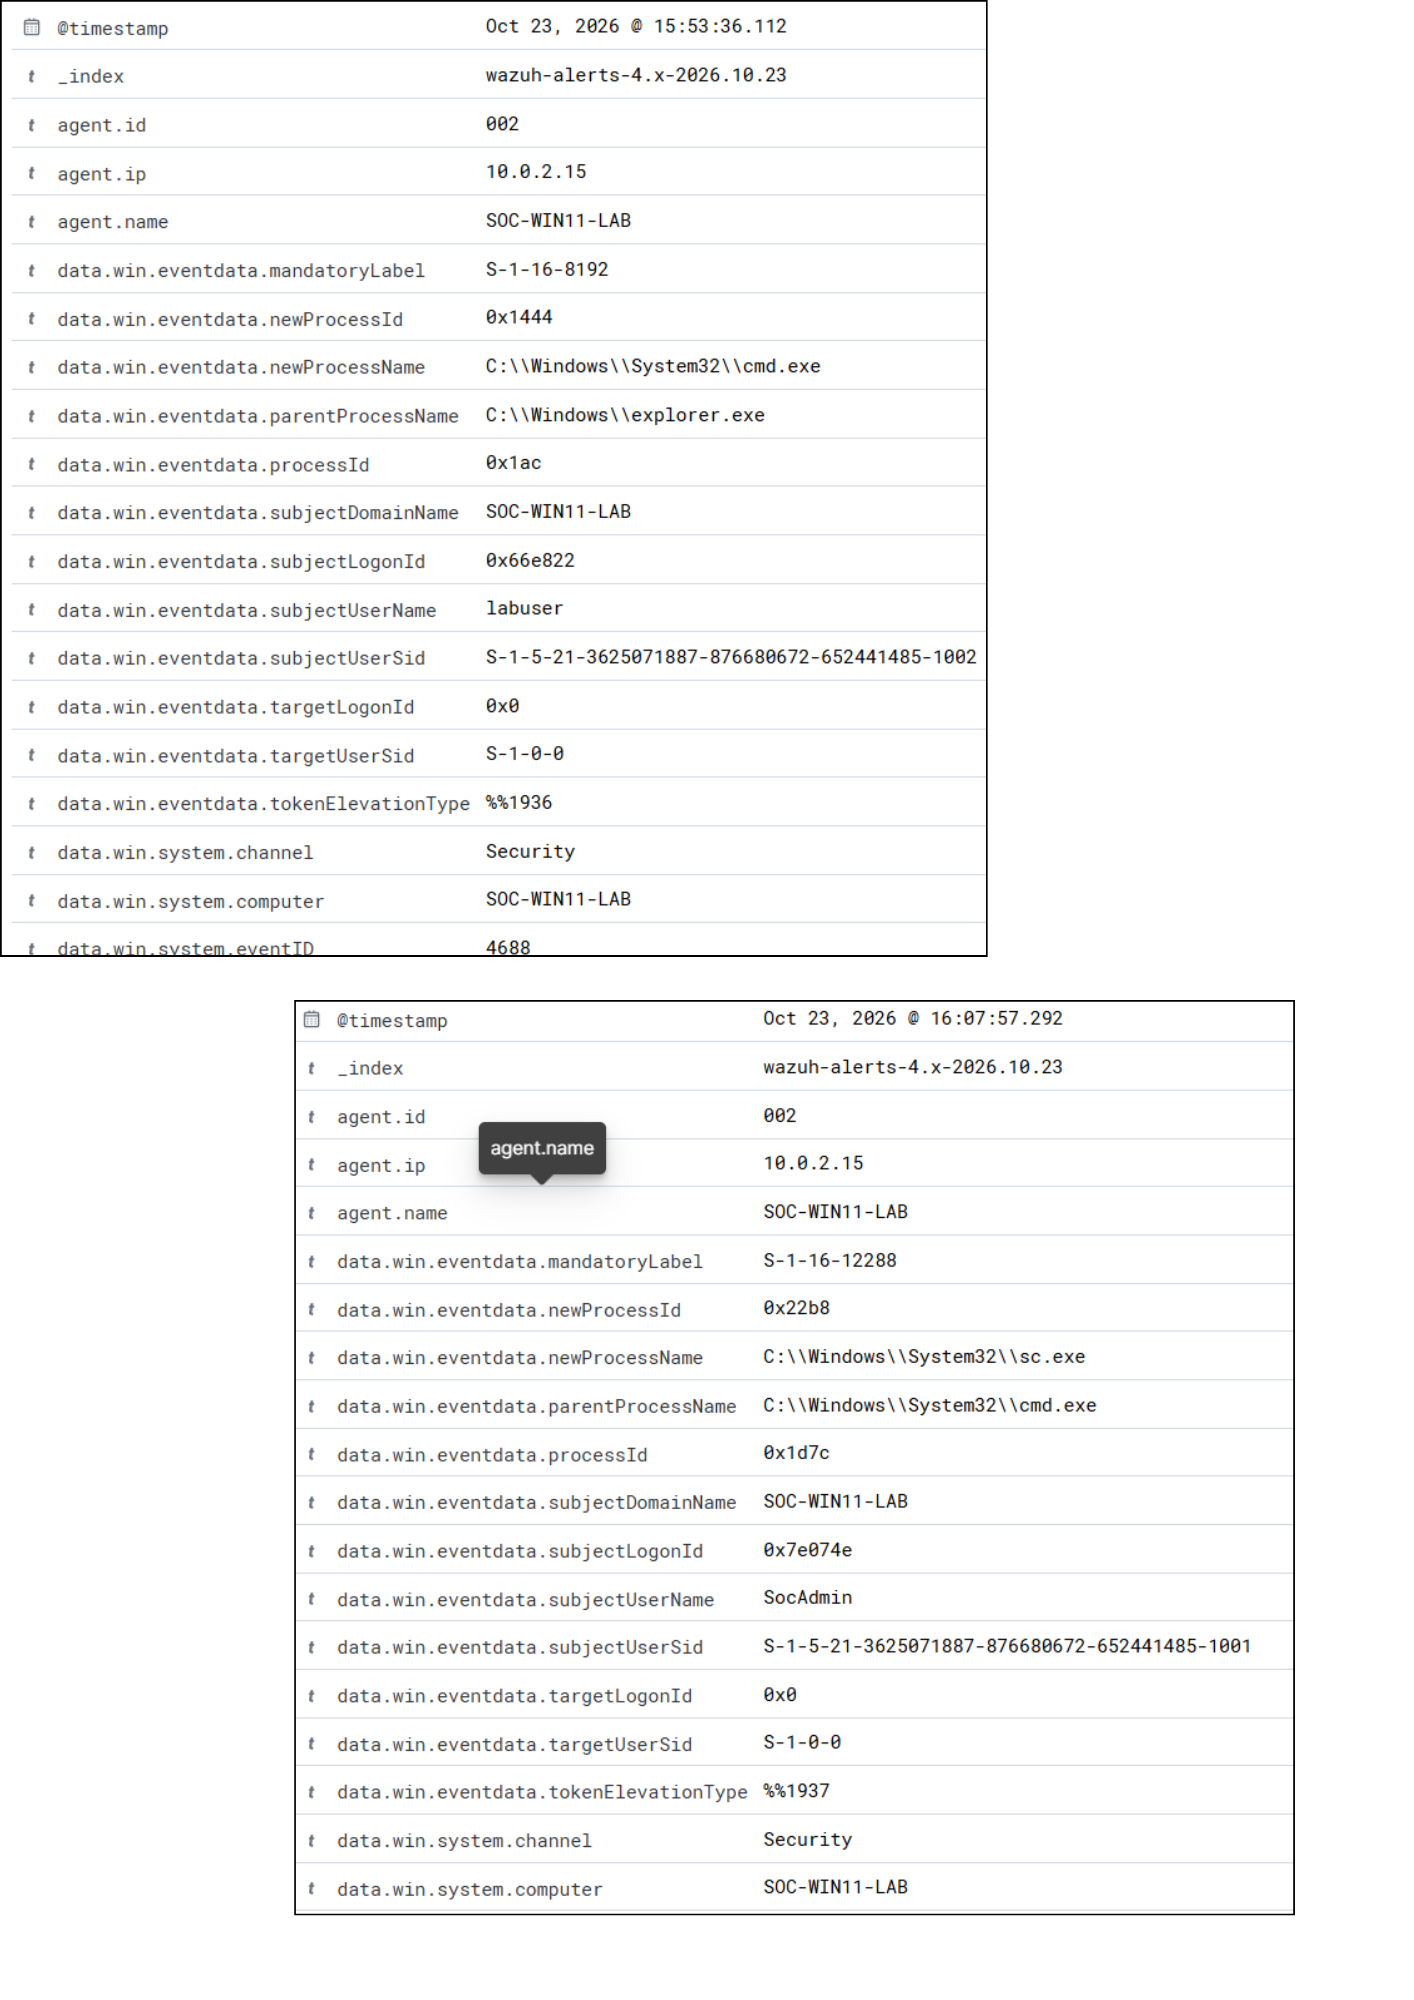 @timestamp Oct 23, 2026 @ 15:53:36.112
t _index wazuh-alerts-4.x-2026.10.23
t agent.id 002
t agent.ip 10.0.2.15
t agent.name SOC-WIN11-LAB
t data.win.eventdata.mandatoryLabel S-1-16-8192
t data.win.eventdata.newProcessId 0x1444
t data.win.eventdata.newProcessName C:\\Windows\\System32\\cmd.exe
t data.win.eventdata.parentProcessName C:\\Windows\\explorer.exe
t data.win.eventdata.processId 0x1ac
t data.win.eventdata.subjectDomainName SOC-WIN11-LAB
t data.win.eventdata.subjectLogonId 0x66e822
t data.win.eventdata.subjectUserName labuser
t data.win.eventdata.subjectUserSid S-1-5-21-3625071887-876680672-652441485-1002
t data.win.eventdata.targetLogonId 0x0
t data.win.eventdata.targetUserSid S-1-0-0
t data.win.eventdata.tokenElevationType %%1936
t data.win.system.channel Security
t data.win.system.computer SOC-WIN11-LAB
t data.win.system.eventID 4688
@timestamp Oct 23, 2026 @ 16:07:57.292
t _index wazuh-alerts-4.x-2026.10.23
t agent.id 002
agent.name
t agent.ip 10.0.2.15
t agent.name SOC-WIN11-LAB
t data.win.eventdata.mandatoryLabel S-1-16-12288
t data.win.eventdata.newProcessId 0x22b8
t data.win.eventdata.newProcessName C:\\Windows\\System32\\sc.exe
t data.win.eventdata.parentProcessName C:\\Windows\\System32\\cmd.exe
t data.win.eventdata.processId 0x1d7c
t data.win.eventdata.subjectDomainName SOC-WIN11-LAB
t data.win.eventdata.subjectLogonId 0x7e074e
t data.win.eventdata.subjectUserName SocAdmin
t data.win.eventdata.subjectUserSid S-1-5-21-3625071887-876680672-652441485-1001
t data.win.eventdata.targetLogonId 0x0
t data.win.eventdata.targetUserSid S-1-0-0
t data.win.eventdata.tokenElevationType %%1937
t data.win.system.channel Security
t data.win.system.computer SOC-WIN11-LAB